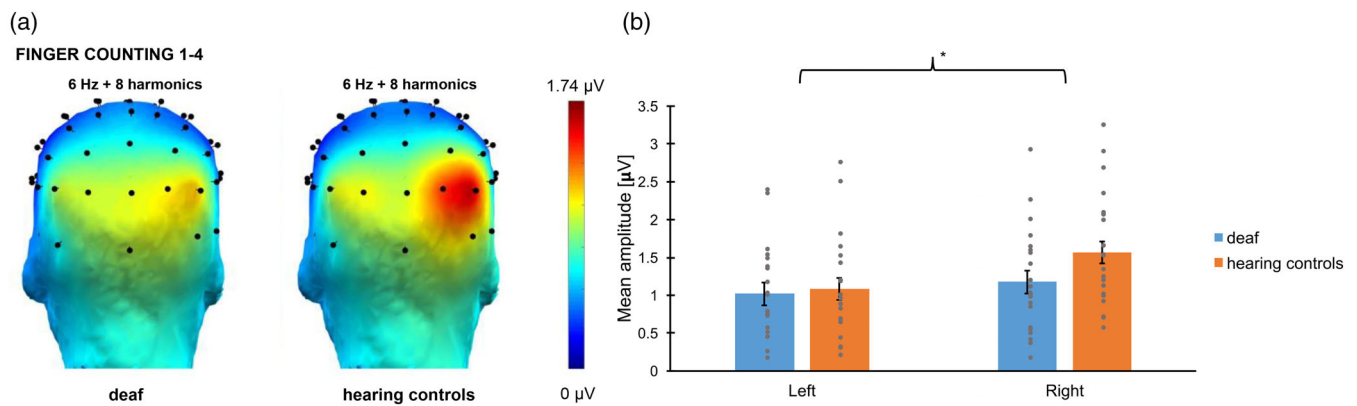 (a)
FINGER COUNTING 1-4
6 Hz + 8 harmonics
6 Hz + 8 harmonics
1.74 µV
0 µV
deaf
hearing controls
(b)
*
Mean amplitude [µV]
3.5
3
2.5
2
1.5
1
0.5
0
Left
Right
deaf
hearing controls